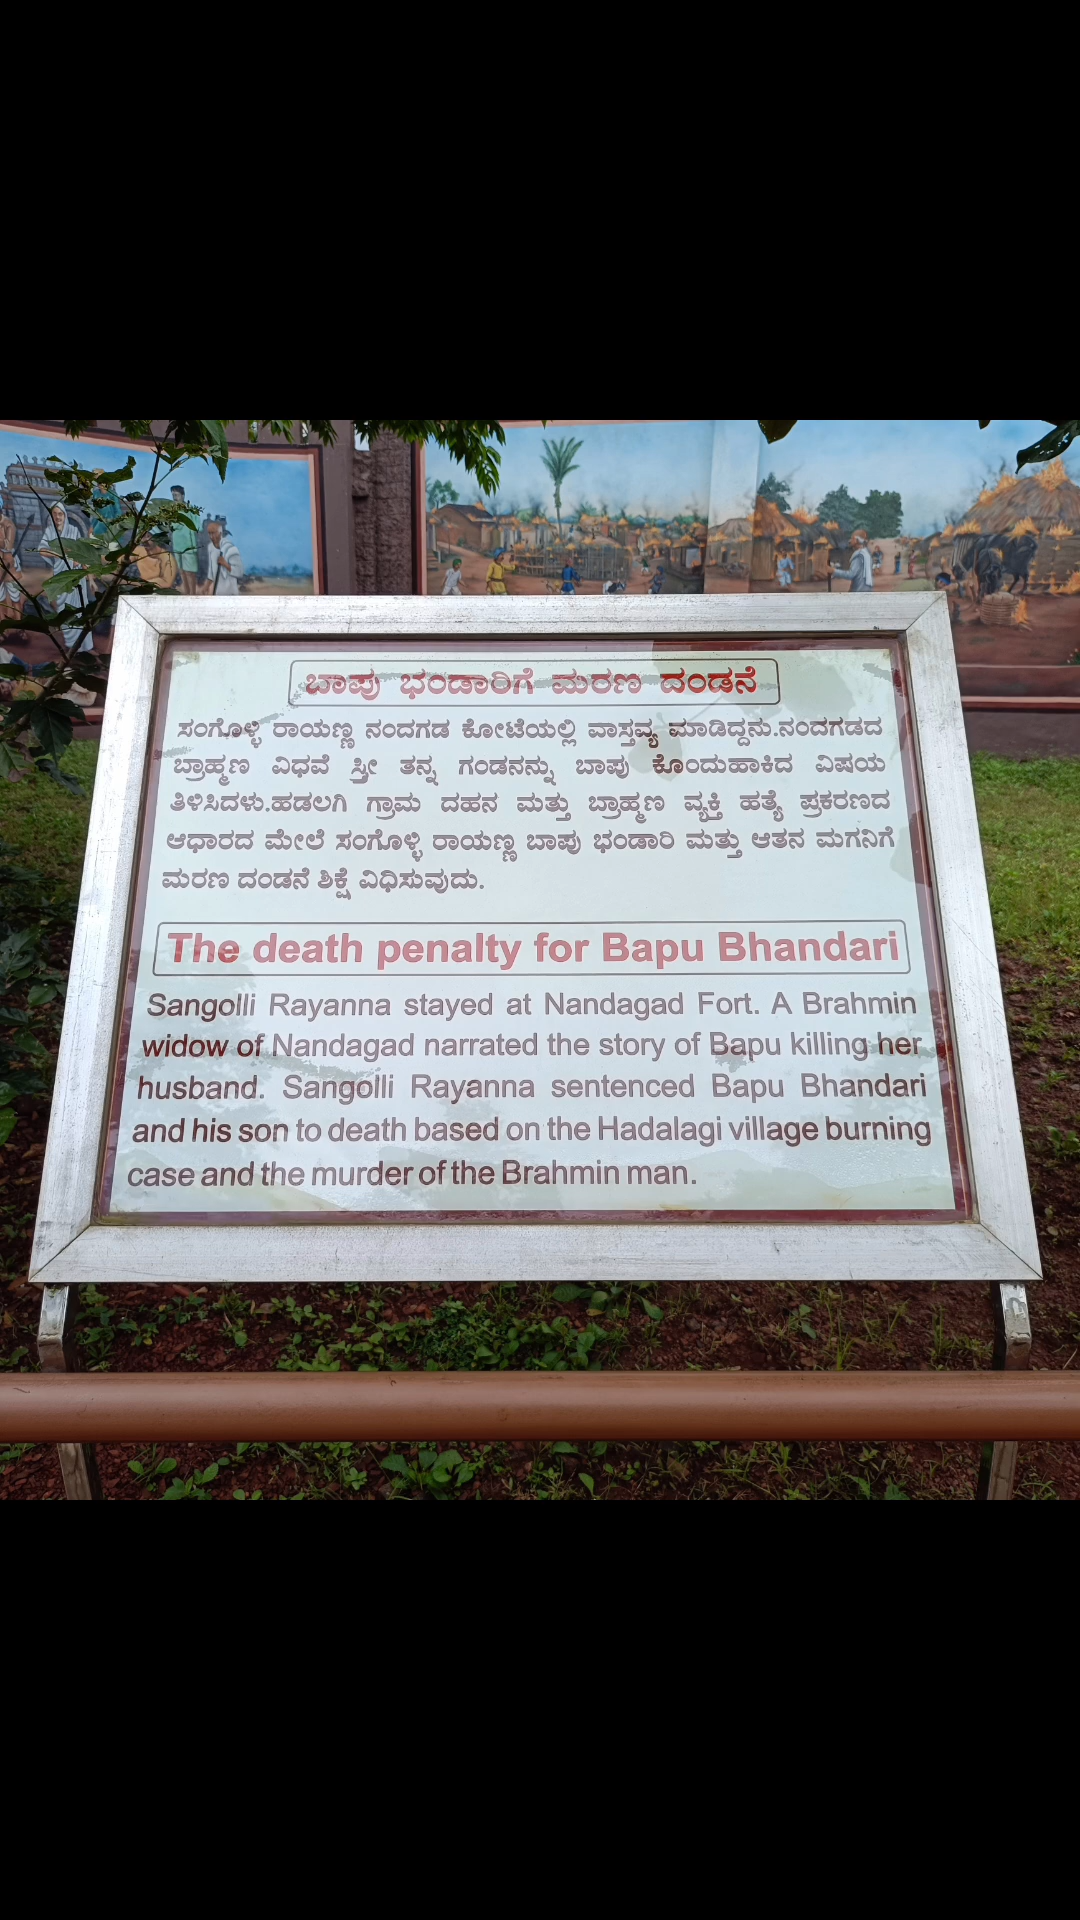 ಬಾಪು ಭಂಡಾರಿಗೆ ಮರಣ ದಂಡನೆ
ಸಂಗೊಳ್ಳಿ ರಾಯಣ್ಣ ನಂದಗಡ ಕೋಟೆಯಲ್ಲಿ ವಾಸ್ತವ್ಯ ಮಾಡಿದ್ದನು.ನಂದಗಡದ
ಬ್ರಾಹ್ಮಣ ವಿಧವೆ ಸ್ತ್ರೀ ತನ್ನ ಗಂಡನನ್ನು ಬಾಪು ಕೊಂದುಹಾಕಿದ ವಿಷಯ
ತಿಳಿಸಿದಳು.ಹಡಲಗಿ ಗ್ರಾಮ ದಹನ ಮತ್ತು ಬ್ರಾಹ್ಮಣ ವ್ಯಕ್ತಿ ಹತ್ಯೆ ಪ್ರಕರಣದ
ಆಧಾರದ ಮೇಲೆ ಸಂಗೊಳ್ಳಿ ರಾಯಣ್ಣ ಬಾಪು ಭಂಡಾರಿ ಮತ್ತು ಆತನ ಮಗನಿಗೆ
ಮರಣ ದಂಡನೆ ಶಿಕ್ಷೆ ವಿಧಿಸುವುದು.
The death penalty for Bapu Bhandari
Sangolli Rayanna stayed at Nandagad Fort. A Brahmin
widow of Nandagad narrated the story of Bapu killing her
husband. Sangolli Rayanna sentenced Bapu Bhandari
and his son to death based on the Hadalagi village burning
case and the murder of the Brahmin man.